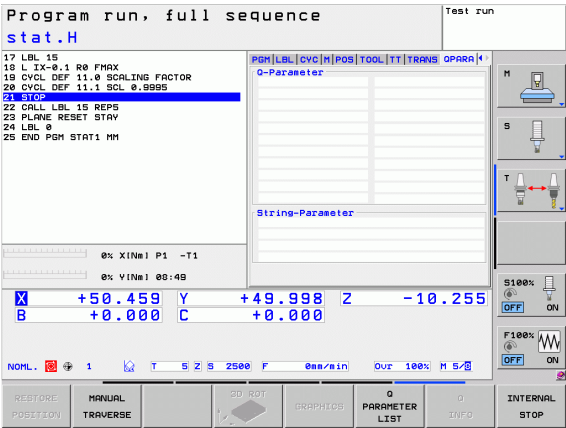 Program run, full sequence
Test run
stat.H
17 LBL 15
18 L IX-0.1 R0 FMAX
19 CYCL DEF 11.0 SCALING FACTOR
20 CYCL DEF 11.1 SCL 0.9995
21 STOP
22 CALL LBL 15 REP5
23 PLANE RESET STAY
24 LBL 0
25 END PGM STAT1 MM
PGM LBL CYC M POS TOOL TT TRANS QPARA
Q-Parameter
String-Parameter
M
S
T
0% X[Nm] P1 -T1
0% Y[Nm] 08:49
X +50.459 Y +49.998 Z -10.255
B +0.000 C +0.000
S100%
OFF ON
F100%
OFF ON
NOML. 1 T 5 Z S 2500 F 0mm/min Ovr 100% M 5/8
RESTORE POSITION
MANUAL TRAVERSE
3D ROT
GRAPHICS
Q PARAMETER LIST
Q INFO
INTERNAL STOP